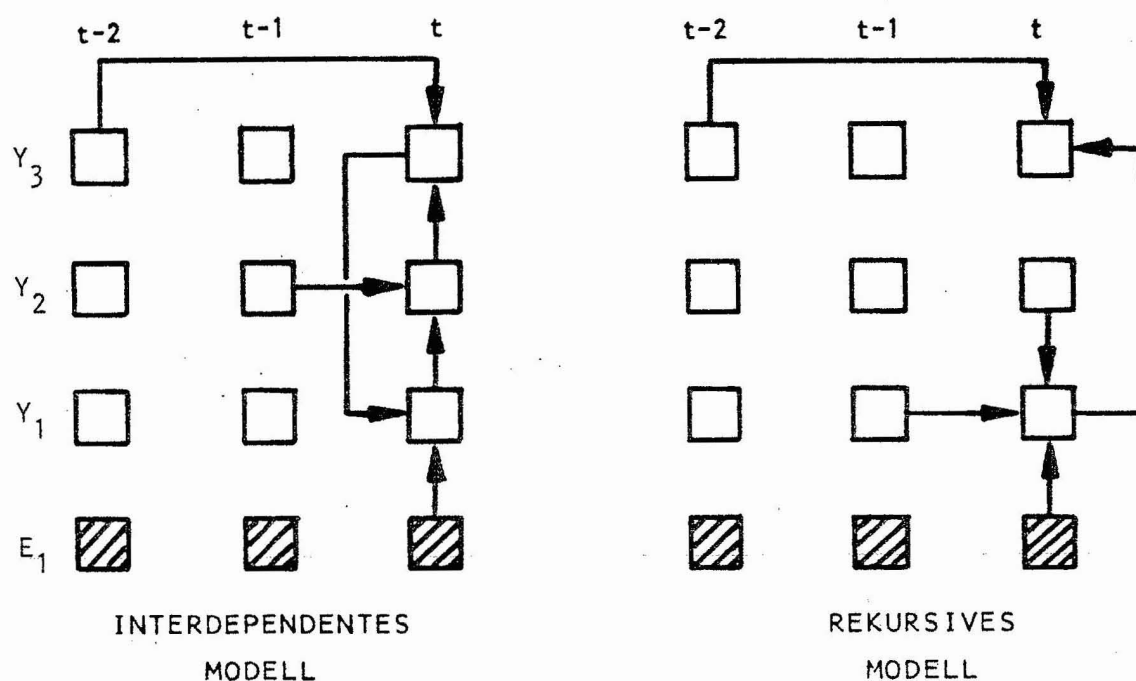 t-2 t-1 t t-2 t-1 t
Y3
Y2
Y1
E1
INTERDEPENDENTES
MODELL
REKURSIVES
MODELL